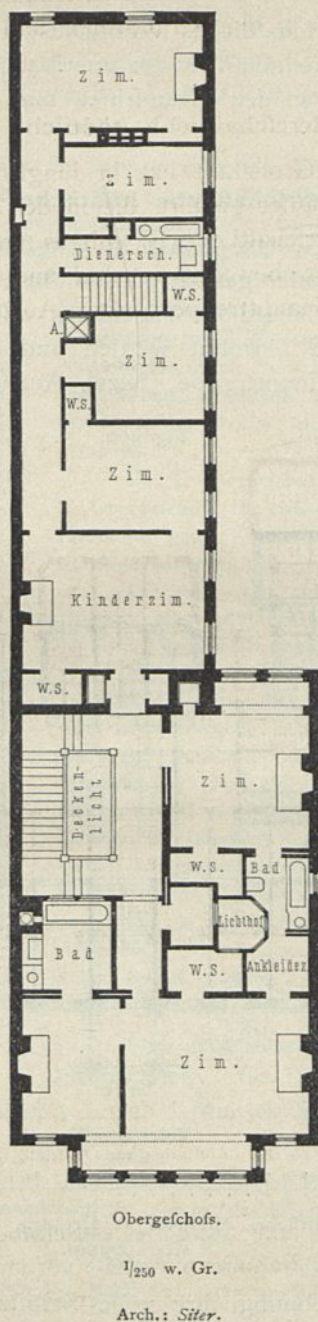 Zim.
Zim.
Dienersch.
W.S.
A.
Zim.
W.S.
Zim.
Kinderzim.
W.S.
Zim.
Decken-
licht
W.S.
Bad
Lichthof
Bad
W.S.
Ankleidez.
Zim.
Obergeſchoſs.
1/250 w. Gr.
Arch.: Siter.